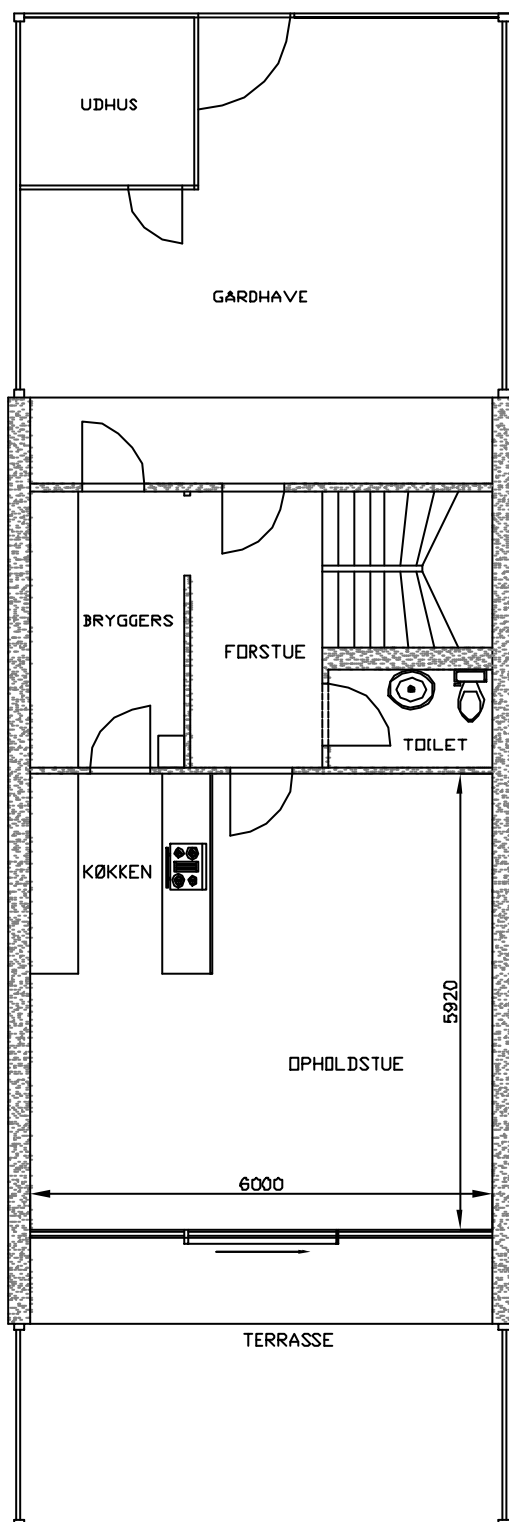 UDHUS
GÅRDHAVE
BRYGGERS
FORSTUE
TOILET
KØKKEN
5920
OPHOLDSTUE
6000
TERRASSE